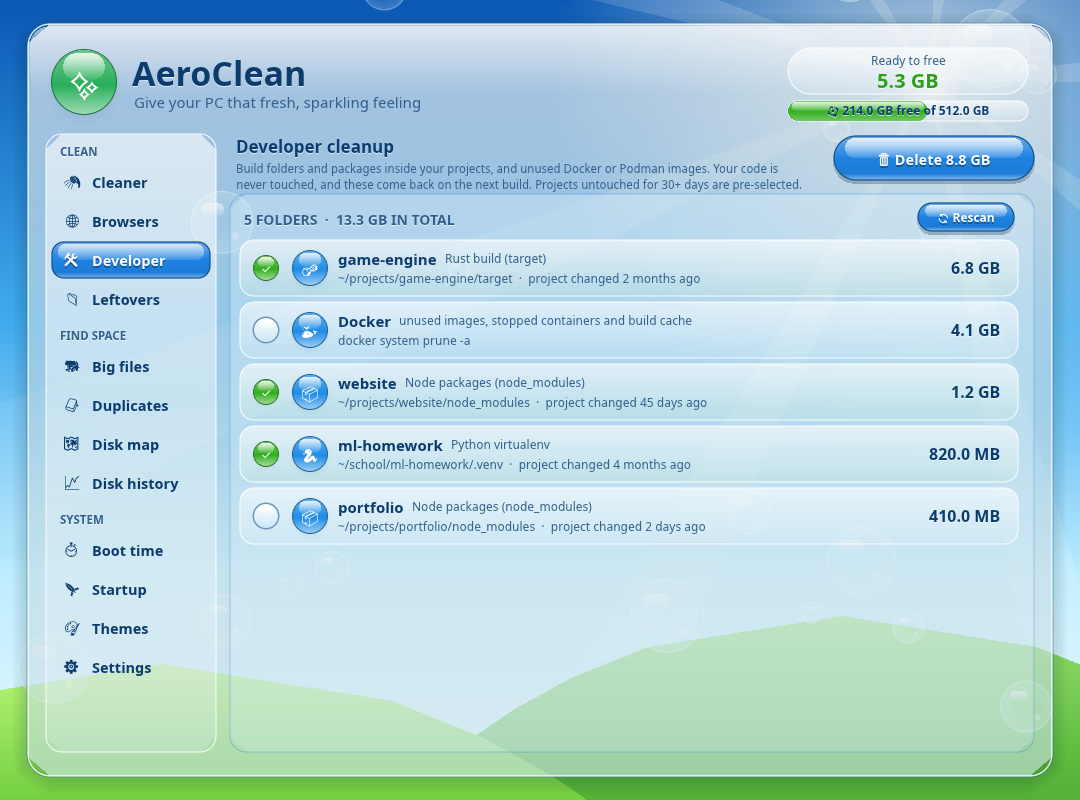 AeroClean
Give your PC that fresh, sparkling feeling
Ready to free
5.3 GB
214.0 GB free of 512.0 GB
CLEAN
Cleaner
Browsers
Developer
Leftovers
FIND SPACE
Big files
Duplicates
Disk map
Disk history
SYSTEM
Boot time
Startup
Themes
Settings
Developer cleanup
Build folders and packages inside your projects, and unused Docker or Podman images. Your code is
never touched, and these come back on the next build. Projects untouched for 30+ days are pre-selected.
Delete 8.8 GB
5 FOLDERS · 13.3 GB IN TOTAL
Rescan
game-engine Rust build (target)
~/projects/game-engine/target · project changed 2 months ago
6.8 GB
Docker unused images, stopped containers and build cache
docker system prune -a
4.1 GB
website Node packages (node_modules)
~/projects/website/node_modules · project changed 45 days ago
1.2 GB
ml-homework Python virtualenv
~/school/ml-homework/.venv · project changed 4 months ago
820.0 MB
portfolio Node packages (node_modules)
~/projects/portfolio/node_modules · project changed 2 days ago
410.0 MB